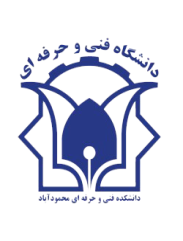 دانشگاه فنی و حرفه ای
دانشکده فنی و حرفه ای محمودآباد